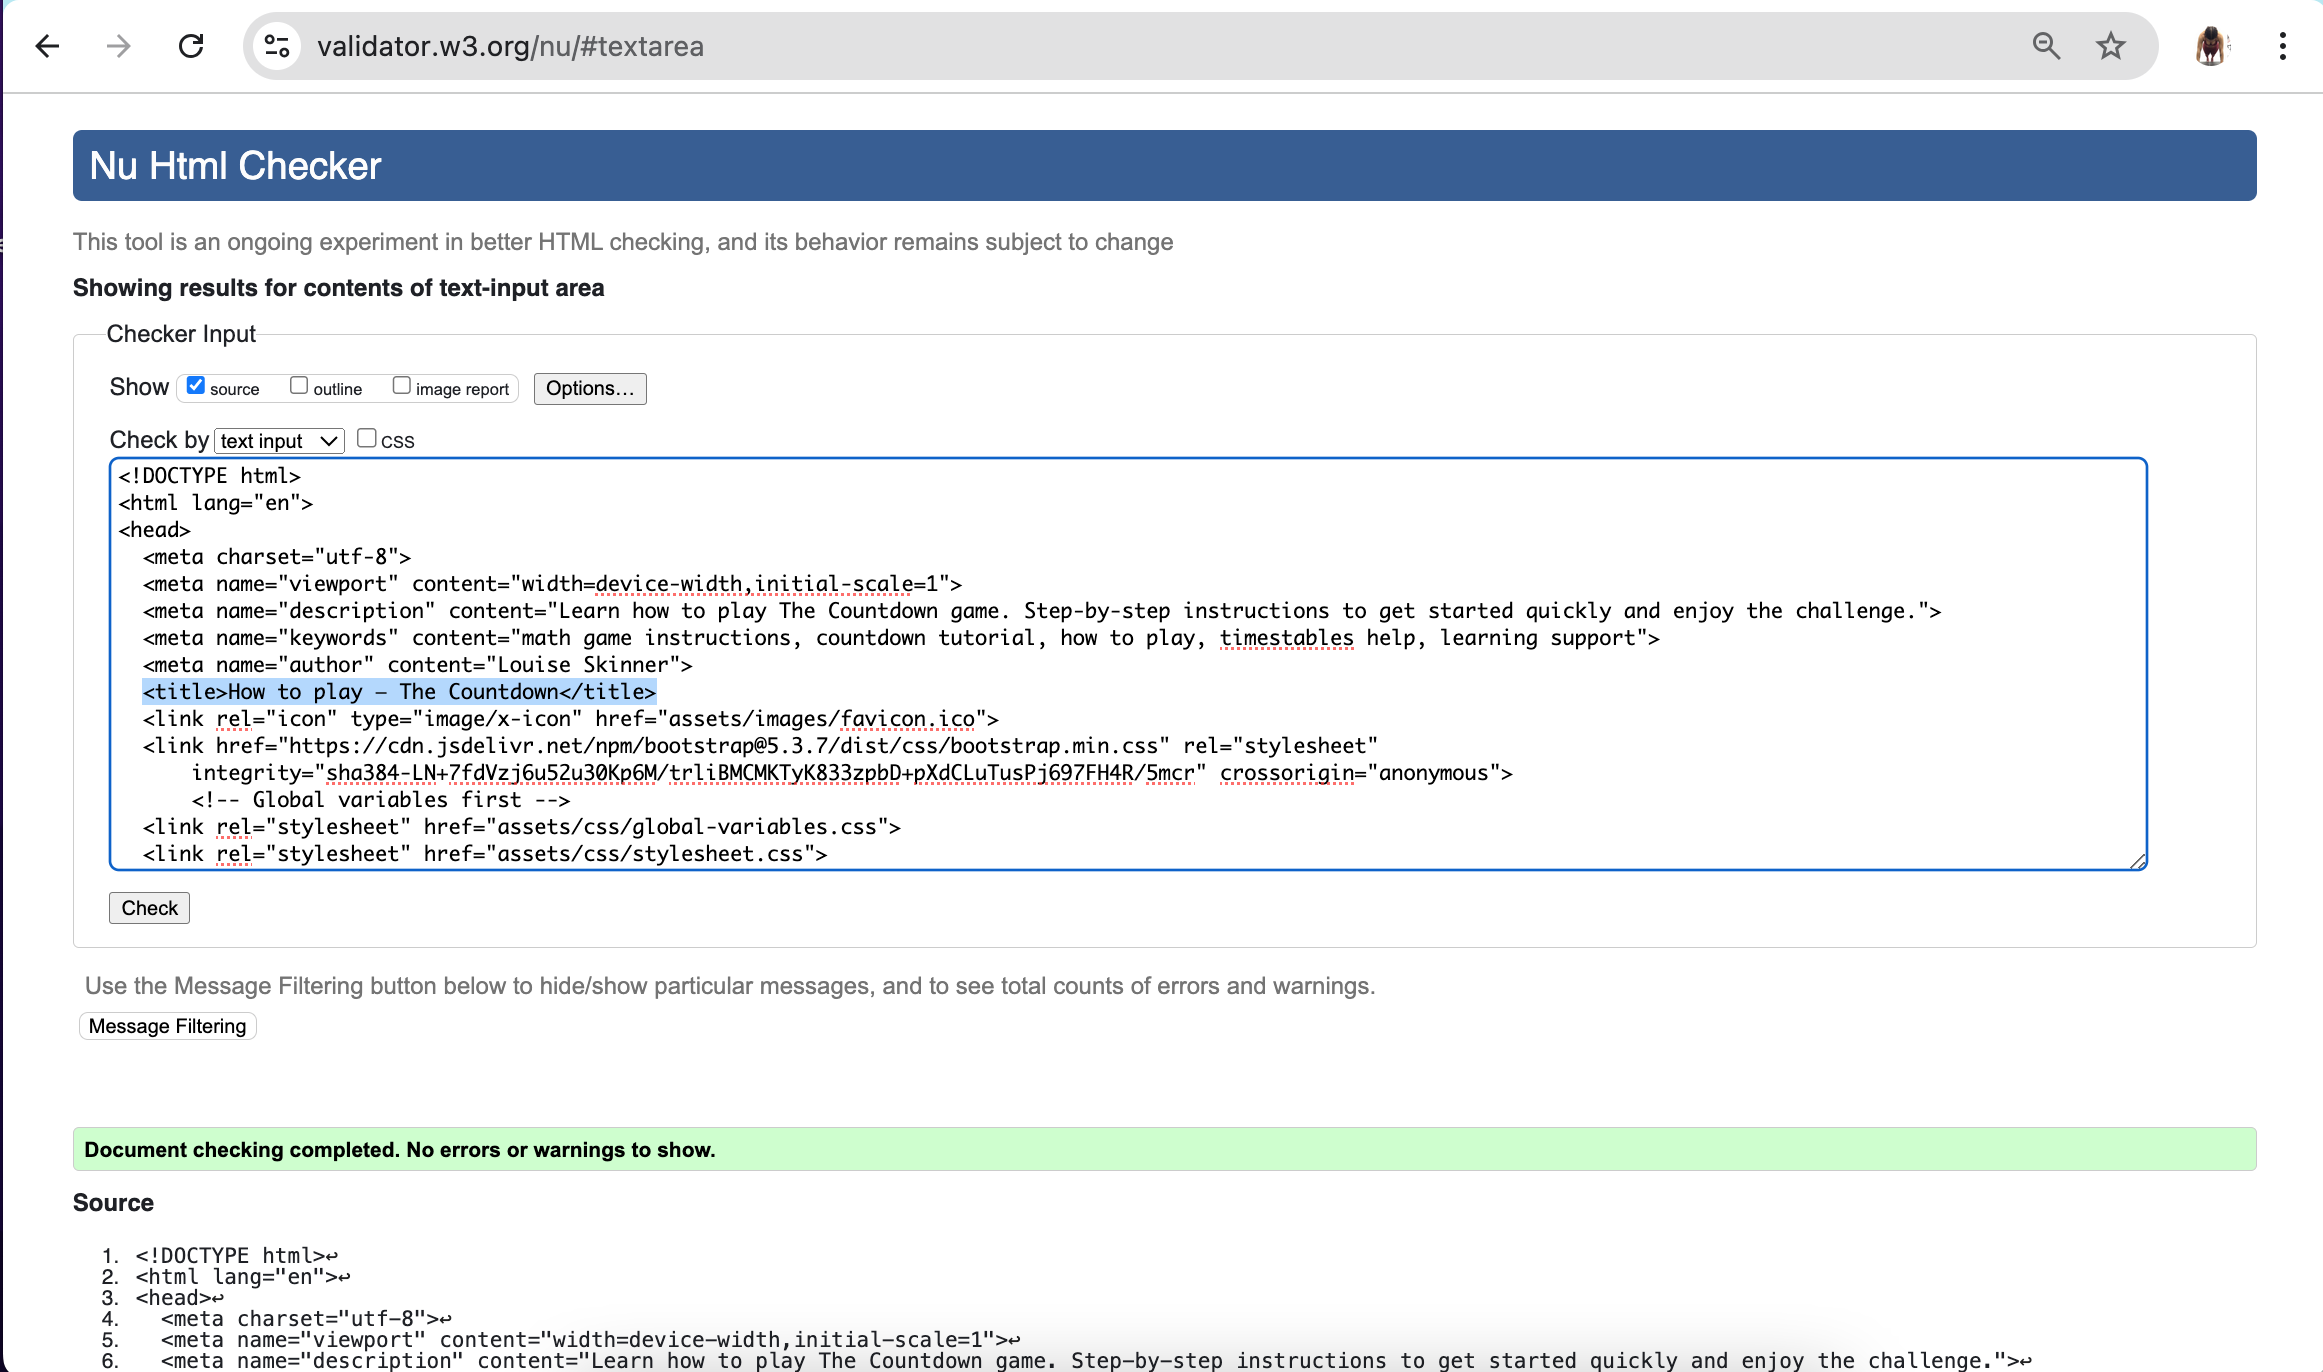 validator.w3.org/nu/#textarea
Nu Html Checker
This tool is an ongoing experiment in better HTML checking, and its behavior remains subject to change
Showing results for contents of text-input area
Checker Input
Show source outline image report Options...
Check by text input CSS
<!DOCTYPE html>
<html lang="en">
<head>
  <meta charset="utf-8">
  <meta name="viewport" content="width=device-width,initial-scale=1">
  <meta name="description" content="Learn how to play The Countdown game. Step-by-step instructions to get started quickly and enjoy the challenge.">
  <meta name="keywords" content="math game instructions, countdown tutorial, how to play, timestables help, learning support">
  <meta name="author" content="Louise Skinner">
  <title>How to play – The Countdown</title>
  <link rel="icon" type="image/x-icon" href="assets/images/favicon.ico">
  <link href="https://cdn.jsdelivr.net/npm/bootstrap@5.3.7/dist/css/bootstrap.min.css" rel="stylesheet"
      integrity="sha384-LN+7fdVzj6u52u30Kp6M/trliBMCMKTyK833zpbD+pXdCLuTusPj697FH4R/5mcr" crossorigin="anonymous">
      <!-- Global variables first -->
  <link rel="stylesheet" href="assets/css/global-variables.css">
  <link rel="stylesheet" href="assets/css/stylesheet.css">
Check
Use the Message Filtering button below to hide/show particular messages, and to see total counts of errors and warnings.
Message Filtering
Document checking completed. No errors or warnings to show.
Source
1. <!DOCTYPE html>↩
2. <html lang="en">↩
3. <head>↩
4.   <meta charset="utf-8">↩
5.   <meta name="viewport" content="width=device-width,initial-scale=1">↩
6.   <meta name="description" content="Learn how to play The Countdown game. Step-by-step instructions to get started quickly and enjoy the challenge.">↩